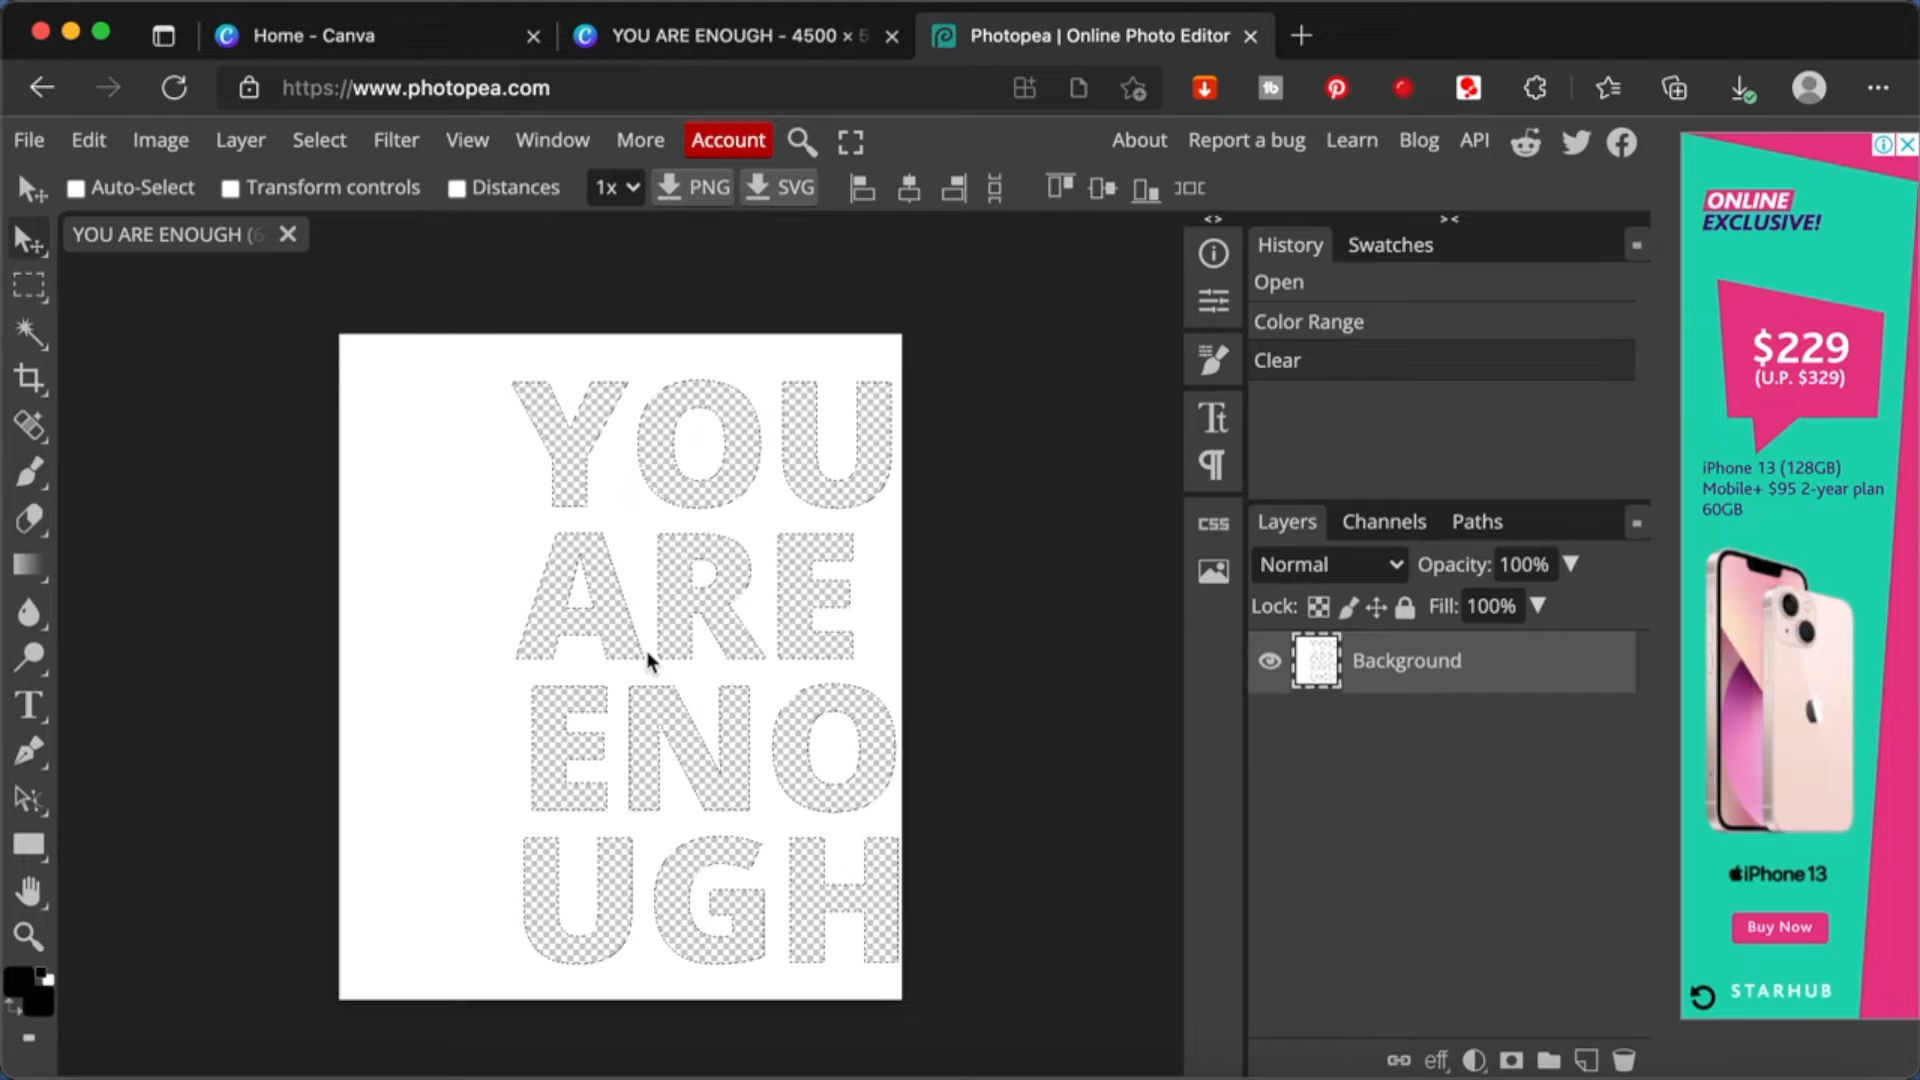 Home - Canva
YOU ARE ENOUGH - 4500 × 5
Photopea | Online Photo Editor
https://www.photopea.com
File Edit Image Layer Select Filter View Window More Account
About Report a bug Learn Blog API
Auto-Select Transform controls Distances 1x PNG SVG
YOU ARE ENOUGH (6
YOU
ARE
ENO
UGH
History Swatches
Open
Color Range
Clear
CSS
Layers Channels Paths
Normal Opacity: 100%
Lock: Fill: 100%
Background
eff
ONLINE
EXCLUSIVE!
$229
(U.P. $329)
iPhone 13 (128GB)
Mobile+ $95 2-year plan
60GB
iPhone 13
Buy Now
STARHUB